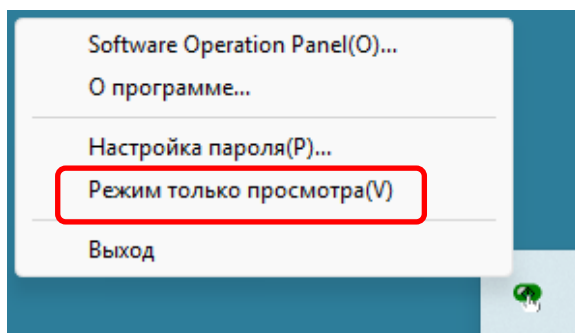 Software Operation Panel(O)...
О программе...
Настройка пароля(P)...
Режим только просмотра(V)
Выход